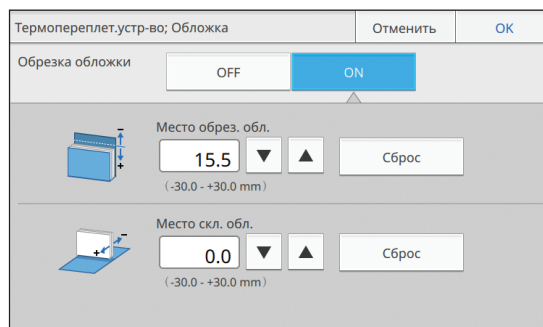 Термопереплет.устр-во; Обложка Отменить OK
Обрезка обложки OFF ON
Место обрез. обл.
15.5 ▼ ▲ Сброс
(-30.0 - +30.0 mm)
Место скл. обл.
0.0 ▼ ▲ Сброс
(-30.0 - +30.0 mm)